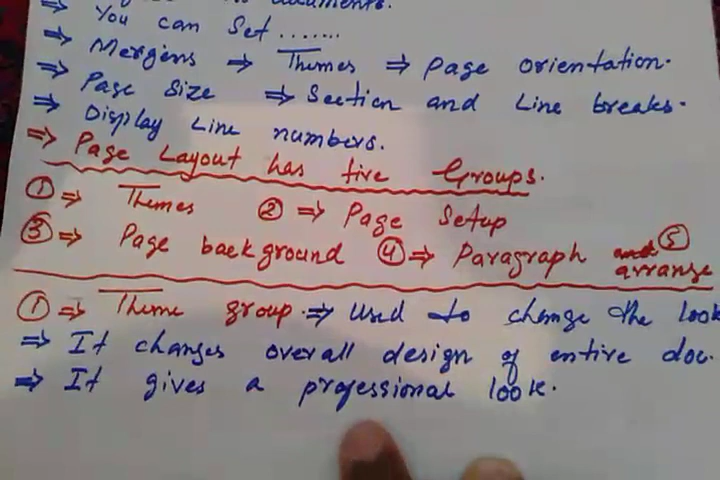 ⇒ documents.
⇒ You can Set .......
⇒ Mergins ⇒ Themes ⇒ Page orientation.
⇒ Page Size ⇒ Section and Line breaks.
⇒ Display Line numbers.
⇒ Page Layout has five Groups.
① ⇒ Themes ② ⇒ Page Setup
③ ⇒ Page background ④ ⇒ Paragraph and ⑤ arrange
① ⇒ Theme group. ⇒ Used to change the look
⇒ It changes overall design of entire doc.
⇒ It gives a professional look.